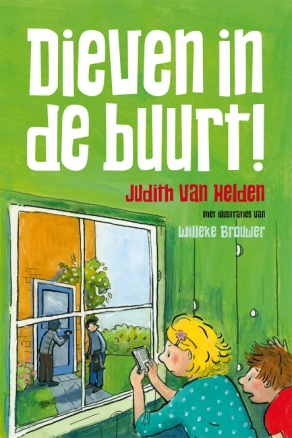 Dieven in
de buurt!
Judith van Helden
met illustraties van
Willeke Brouwer